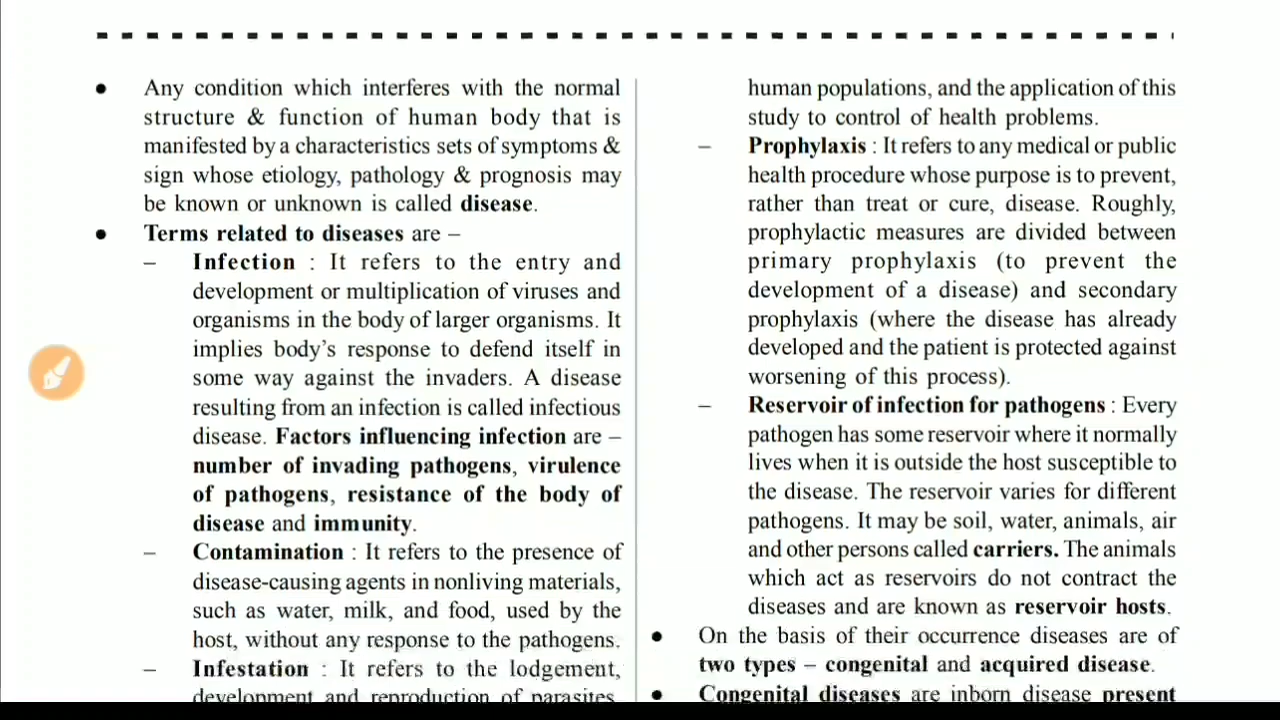 ● Any condition which interferes with the normal
structure & function of human body that is
manifested by a characteristics sets of symptoms &
sign whose etiology, pathology & prognosis may
be known or unknown is called disease.
● Terms related to diseases are –
– Infection : It refers to the entry and
development or multiplication of viruses and
organisms in the body of larger organisms. It
implies body's response to defend itself in
some way against the invaders. A disease
resulting from an infection is called infectious
disease. Factors influencing infection are –
number of invading pathogens, virulence
of pathogens, resistance of the body of
disease and immunity.
– Contamination : It refers to the presence of
disease-causing agents in nonliving materials,
such as water, milk, and food, used by the
host, without any response to the pathogens.
– Infestation : It refers to the lodgement,
development and reproduction of parasites
human populations, and the application of this
study to control of health problems.
– Prophylaxis : It refers to any medical or public
health procedure whose purpose is to prevent,
rather than treat or cure, disease. Roughly,
prophylactic measures are divided between
primary prophylaxis (to prevent the
development of a disease) and secondary
prophylaxis (where the disease has already
developed and the patient is protected against
worsening of this process).
– Reservoir of infection for pathogens : Every
pathogen has some reservoir where it normally
lives when it is outside the host susceptible to
the disease. The reservoir varies for different
pathogens. It may be soil, water, animals, air
and other persons called carriers. The animals
which act as reservoirs do not contract the
diseases and are known as reservoir hosts.
● On the basis of their occurrence diseases are of
two types – congenital and acquired disease.
● Congenital diseases are inborn disease present